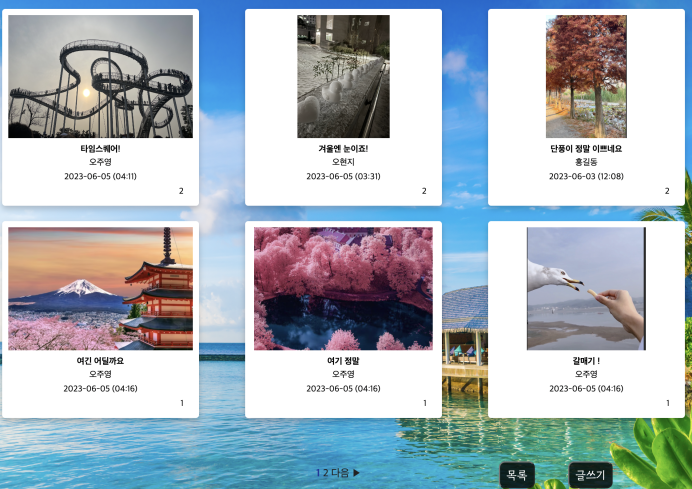 타임스퀘어!
오주영
2023-06-05 (04:11)
2
겨울엔 눈이죠!
오현지
2023-06-05 (03:31)
2
단풍이 정말 이쁘네요
홍길동
2023-06-03 (12:08)
2
여긴 어딜까요
오주영
2023-06-05 (04:16)
1
여기 정말
오주영
2023-06-05 (04:16)
1
갈매기 !
오주영
2023-06-05 (04:16)
1
1 2 다음 ▶
목록
글쓰기